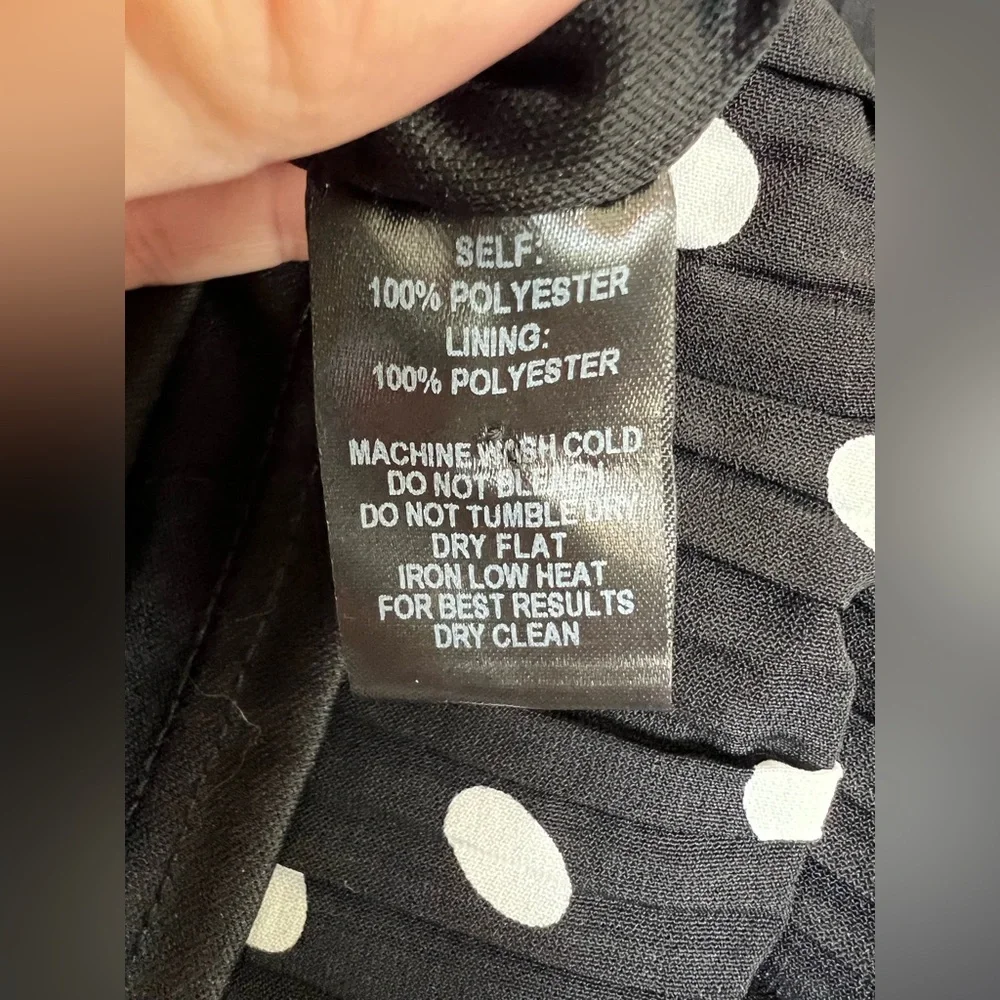 SELF:
100% POLYESTER
LINING:
100% POLYESTER
MACHINE WASH COLD
DO NOT BLEACH
DO NOT TUMBLE DRY
DRY FLAT
IRON LOW HEAT
FOR BEST RESULTS
DRY CLEAN